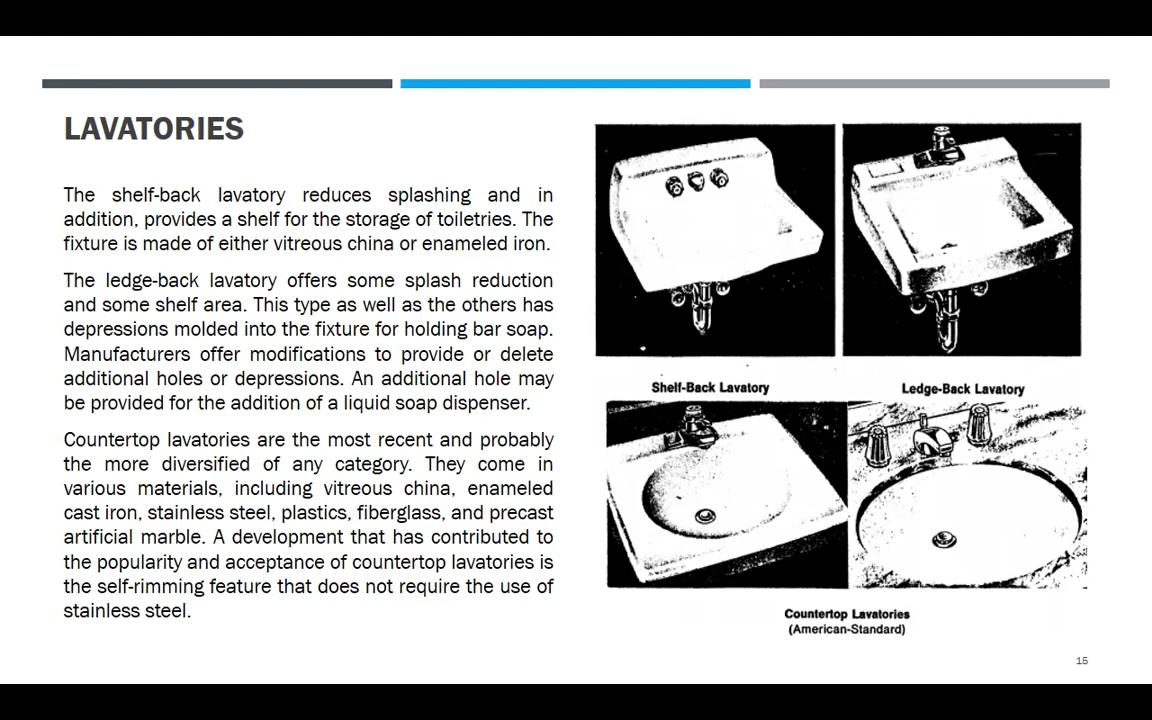 LAVATORIES
The shelf-back lavatory reduces splashing and in
addition, provides a shelf for the storage of toiletries. The
fixture is made of either vitreous china or enameled iron.
The ledge-back lavatory offers some splash reduction
and some shelf area. This type as well as the others has
depressions molded into the fixture for holding bar soap.
Manufacturers offer modifications to provide or delete
additional holes or depressions. An additional hole may
be provided for the addition of a liquid soap dispenser.
Countertop lavatories are the most recent and probably
the more diversified of any category. They come in
various materials, including vitreous china, enameled
cast iron, stainless steel, plastics, fiberglass, and precast
artificial marble. A development that has contributed to
the popularity and acceptance of countertop lavatories is
the self-rimming feature that does not require the use of
stainless steel.
Shelf-Back Lavatory
Ledge-Back Lavatory
Countertop Lavatories
(American-Standard)
15